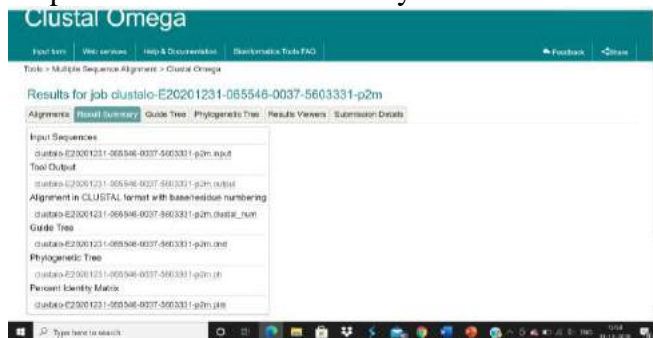 Clustal Omega
Input form Web services Help & Documentation Bioinformatics Tools FAQ Feedback Share
Tools > Multiple Sequence Alignment > Clustal Omega
Results for job clustalo-E20201231-065546-0037-5603331-p2m
Alignments Result Summary Guide Tree Phylogenetic Tree Results Viewers Submission Details
Input Sequences
clustalo-E20201231-065546-0037-5603331-p2m.input
Tool Output
clustalo-E20201231-065546-0037-5603331-p2m.output
Alignment in CLUSTAL format with base/residue numbering
clustalo-E20201231-065546-0037-5603331-p2m.clustal_num
Guide Tree
clustalo-E20201231-065546-0037-5603331-p2m.dnd
Phylogenetic Tree
clustalo-E20201231-065546-0037-5603331-p2m.ph
Percent Identity Matrix
clustalo-E20201231-065546-0037-5603331-p2m.pim
Type here to search